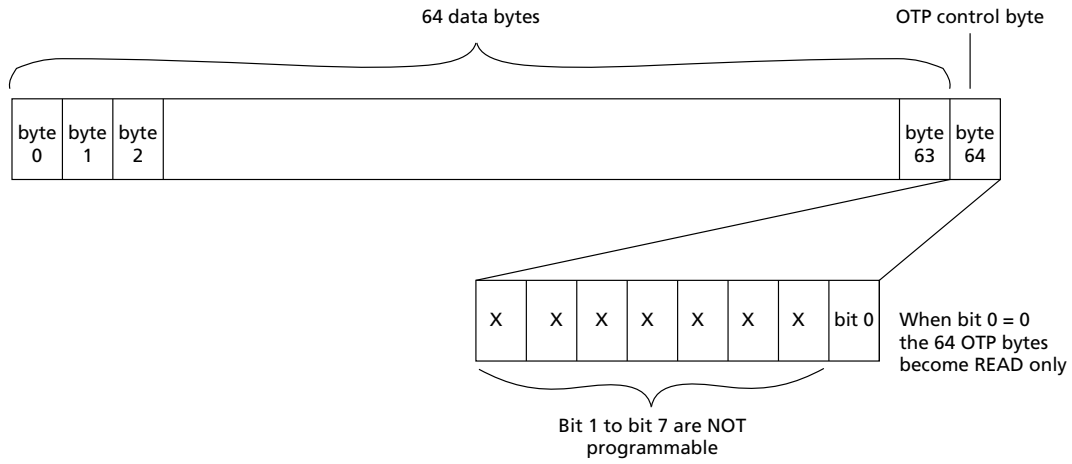 64 data bytes
OTP control byte
byte 0
byte 1
byte 2
byte 63
byte 64
X X X X X X X bit 0
When bit 0 = 0
the 64 OTP bytes
become READ only
Bit 1 to bit 7 are NOT
programmable